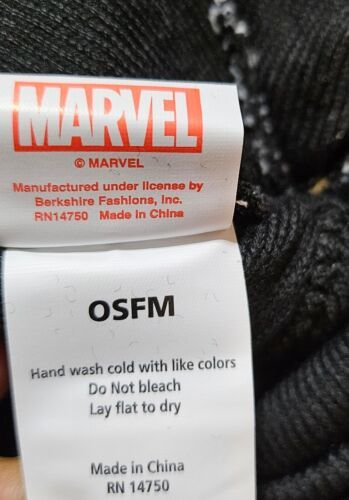 MARVEL
© MARVEL
Manufactured under license by
Berkshire Fashions, Inc.
RN14750 Made in China
OSFM
Hand wash cold with like colors
Do Not bleach
Lay flat to dry
Made in China
RN 14750